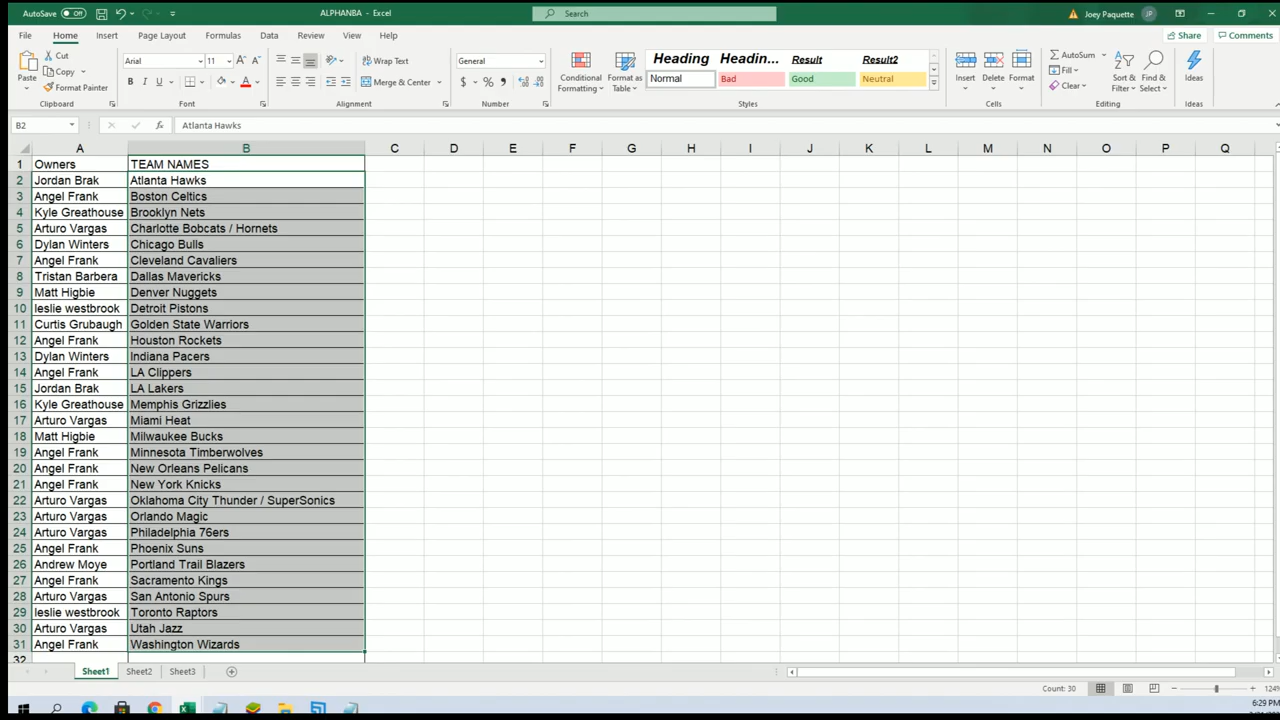 AutoSave Off ALPHANBA - Excel Search Joey Paquette JP
File Home Insert Page Layout Formulas Data Review View Help Share Comments
Cut Copy Format Painter Paste Clipboard
Arial 11 A A B I U A Font
Wrap Text Merge & Center Alignment
General $ % Number
Conditional Formatting Format as Table
Heading Headin... Result Result2
Normal Bad Good Neutral
Styles
Insert Delete Format Cells
AutoSum Fill Clear Sort & Filter Find & Select Editing
Ideas Ideas
B2 fx Atlanta Hawks
A B C D E F G H I J K L M N O P Q
1 Owners TEAM NAMES
2 Jordan Brak Atlanta Hawks
3 Angel Frank Boston Celtics
4 Kyle Greathouse Brooklyn Nets
5 Arturo Vargas Charlotte Bobcats / Hornets
6 Dylan Winters Chicago Bulls
7 Angel Frank Cleveland Cavaliers
8 Tristan Barbera Dallas Mavericks
9 Matt Higbie Denver Nuggets
10 leslie westbrook Detroit Pistons
11 Curtis Grubaugh Golden State Warriors
12 Angel Frank Houston Rockets
13 Dylan Winters Indiana Pacers
14 Angel Frank LA Clippers
15 Jordan Brak LA Lakers
16 Kyle Greathouse Memphis Grizzlies
17 Arturo Vargas Miami Heat
18 Matt Higbie Milwaukee Bucks
19 Angel Frank Minnesota Timberwolves
20 Angel Frank New Orleans Pelicans
21 Angel Frank New York Knicks
22 Arturo Vargas Oklahoma City Thunder / SuperSonics
23 Arturo Vargas Orlando Magic
24 Arturo Vargas Philadelphia 76ers
25 Angel Frank Phoenix Suns
26 Andrew Moye Portland Trail Blazers
27 Angel Frank Sacramento Kings
28 Arturo Vargas San Antonio Spurs
29 leslie westbrook Toronto Raptors
30 Arturo Vargas Utah Jazz
31 Angel Frank Washington Wizards
32
Sheet1 Sheet2 Sheet3
Count: 30 124%
6:29 PM